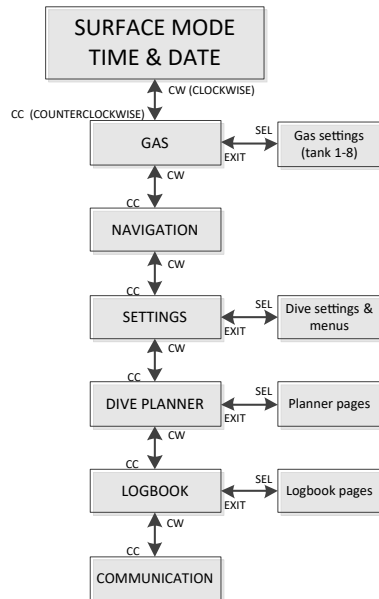 SURFACE MODE
TIME & DATE
CW (CLOCKWISE)
CC (COUNTERCLOCKWISE)
GAS
SEL
EXIT
Gas settings
(tank 1-8)
CW
CC
NAVIGATION
CW
CC
SETTINGS
SEL
EXIT
Dive settings &
menus
CW
CC
DIVE PLANNER
SEL
EXIT
Planner pages
CW
CC
LOGBOOK
SEL
EXIT
Logbook pages
CW
CC
COMMUNICATION